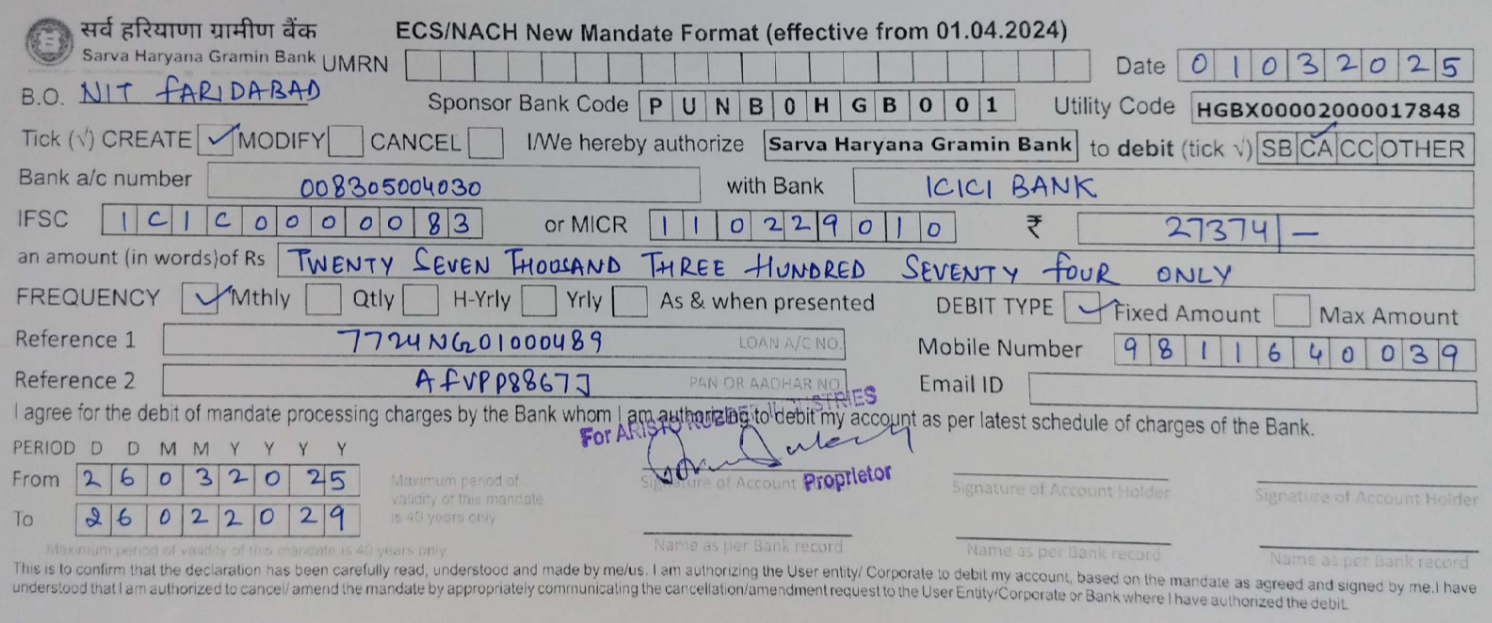 सर्व हरियाणा ग्रामीण बैंक
Sarva Haryana Gramin Bank
ECS/NACH New Mandate Format (effective from 01.04.2024)
UMRN
Date 01032025
B.O. NIT FARIDABAD
Sponsor Bank Code PUNB0HGB001
Utility Code HGBX00002000017848
Tick (√) CREATE ✓ MODIFY CANCEL I/We hereby authorize Sarva Haryana Gramin Bank to debit (tick √) SB CA ✓ CC OTHER
Bank a/c number 008305004030 with Bank ICICI BANK
IFSC ICIC0000083 or MICR 110229010 ₹ 27374/-
an amount (in words)of Rs TWENTY SEVEN THOUSAND THREE HUNDRED SEVENTY FOUR ONLY
FREQUENCY ✓ Mthly Qtly H-Yrly Yrly As & when presented DEBIT TYPE ✓ Fixed Amount Max Amount
Reference 1 7724NG01000489 LOAN A/C NO.
Mobile Number 9811640039
Reference 2 AFVPP8867J PAN OR AADHAR NO
Email ID
I agree for the debit of mandate processing charges by the Bank whom I am authorizing to debit my account as per latest schedule of charges of the Bank.
For ARISTO RUBBER INDUSTRIES
Proprietor
PERIOD D D M M Y Y Y Y
From 26032025
To 26022029
Maximum period of
validity of this mandate
is 40 years only
Signature of Account
Signature of Account Holder
Signature of Account Holder
Name as per Bank record
Name as per Bank record
Name as per Bank record
Maximum period of validity of this mandate is 40 years only.
This is to confirm that the declaration has been carefully read, understood and made by me/us. I am authorizing the User entity/ Corporate to debit my account, based on the mandate as agreed and signed by me.I have
understood that I am authorized to cancel/ amend the mandate by appropriately communicating the cancellation/amendment request to the User Entity/Corporate or Bank where I have authorized the debit.